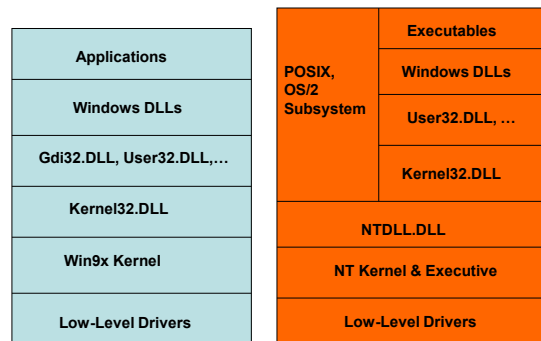 Applications
Windows DLLs
Gdi32.DLL, User32.DLL,...
Kernel32.DLL
Win9x Kernel
Low-Level Drivers
POSIX,
OS/2
Subsystem
Executables
Windows DLLs
User32.DLL, ...
Kernel32.DLL
NTDLL.DLL
NT Kernel & Executive
Low-Level Drivers